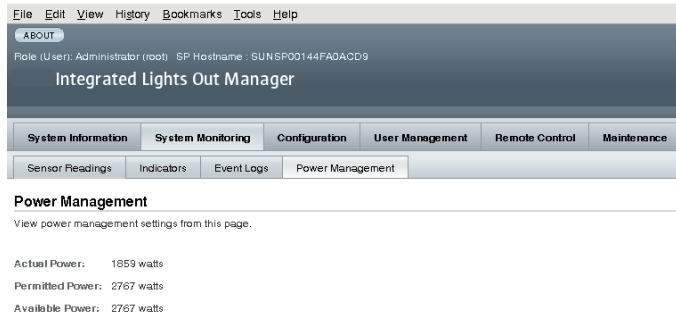 File Edit View History Bookmarks Tools Help
ABOUT
Role (User): Administrator (root) SP Hostname : SUNSP00144FA0ACD9
Integrated Lights Out Manager
System Information System Monitoring Configuration User Management Remote Control Maintenance
Sensor Readings Indicators Event Logs Power Management
Power Management
View power management settings from this page.
Actual Power: 1859 watts
Permitted Power: 2767 watts
Available Power: 2767 watts